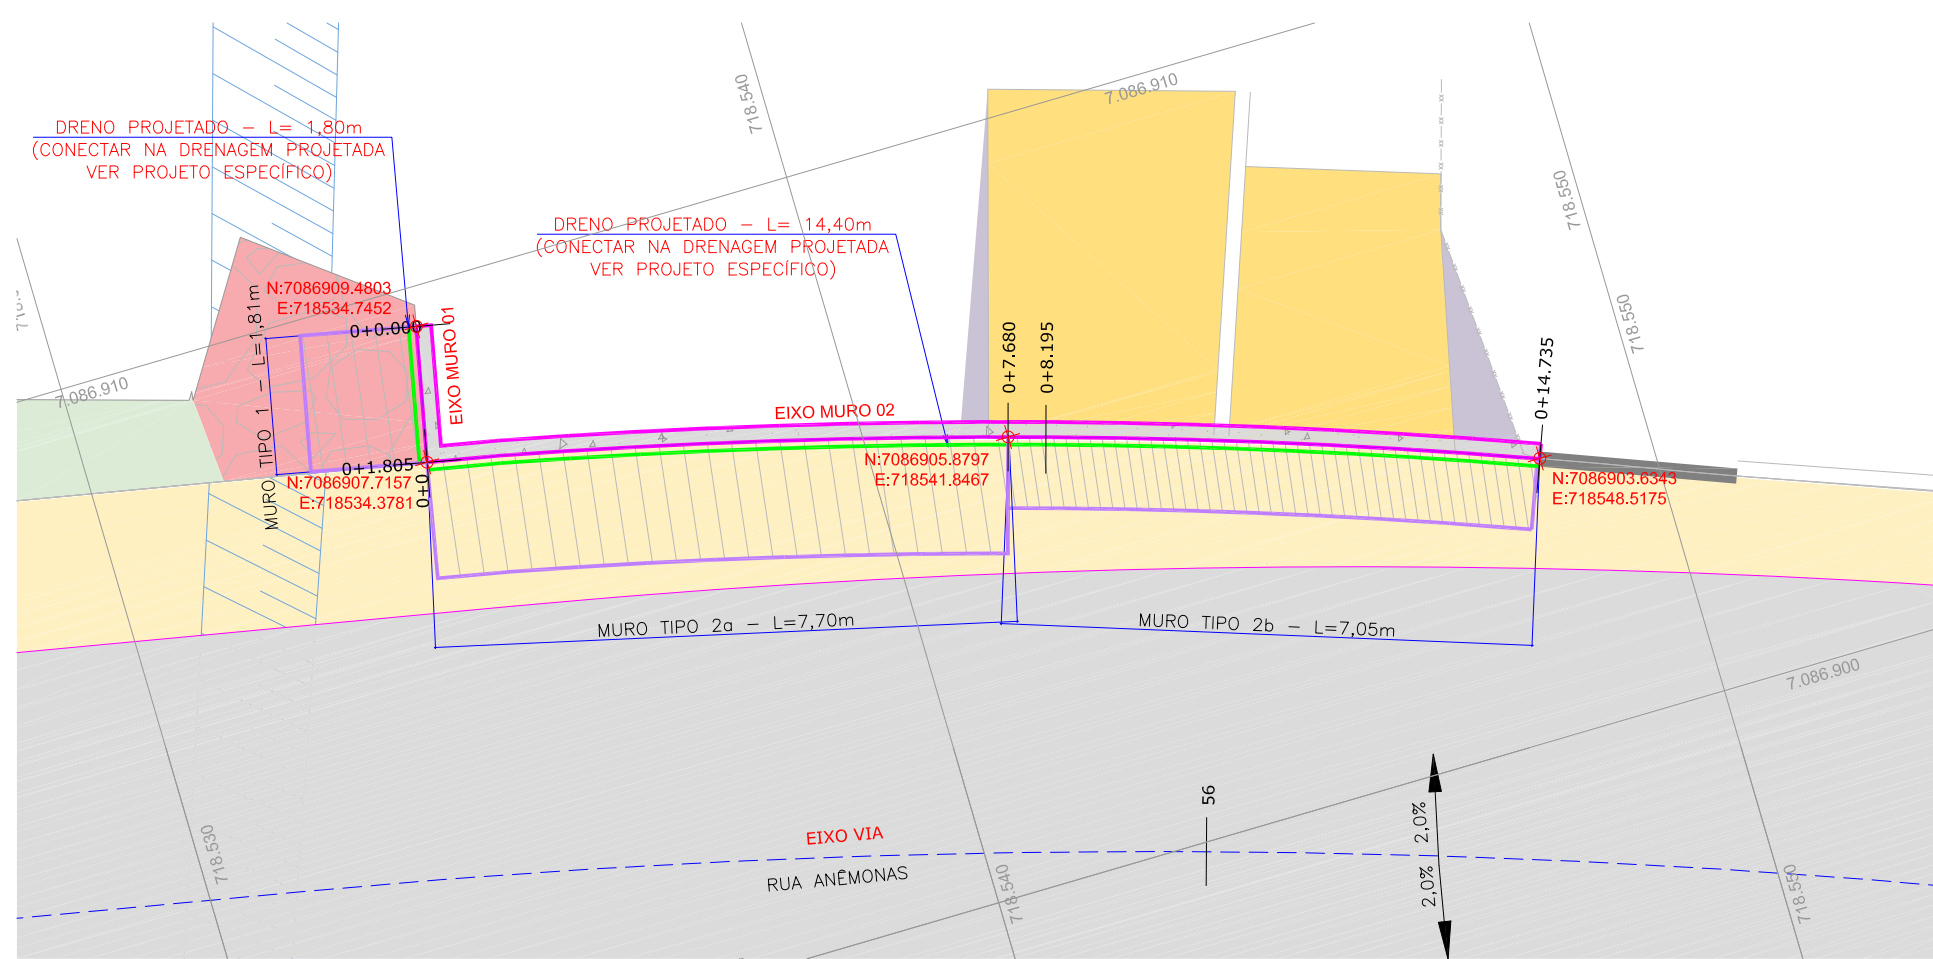 DRENO PROJETADO – L= 1,80m
(CONECTAR NA DRENAGEM PROJETADA
VER PROJETO ESPECÍFICO)
DRENO PROJETADO – L= 14,40m
(CONECTAR NA DRENAGEM PROJETADA
VER PROJETO ESPECÍFICO)
718.540
7.086.910
718.550
718.550
N:7086909.4803
E:718534.7452
0+0.000
EIXO MURO 01
MURO TIPO 1 – L=1,81m
7.086.910
EIXO MURO 02
0+7.680
0+8.195
0+14.735
0+1.805
N:7086907.7157
E:718534.3781
N:7086905.8797
E:718541.8467
N:7086903.6343
E:718548.5175
MURO TIPO 2a – L=7,70m
MURO TIPO 2b – L=7,05m
7.086.900
56
2,0%
2,0%
EIXO VIA
RUA ANÊMONAS
718.530
718.540
718.550